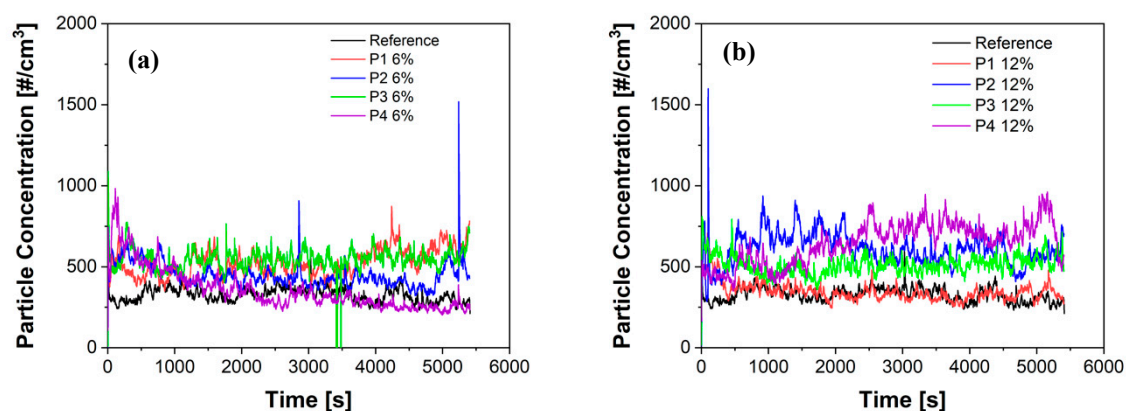 (a)
Particle Concentration [#/cm³]
2000
1500
1000
500
0
Reference
P1 6%
P2 6%
P3 6%
P4 6%
0 1000 2000 3000 4000 5000 6000
Time [s]
(b)
Particle Concentration [#/cm³]
2000
1500
1000
500
0
Reference
P1 12%
P2 12%
P3 12%
P4 12%
0 1000 2000 3000 4000 5000 6000
Time [s]